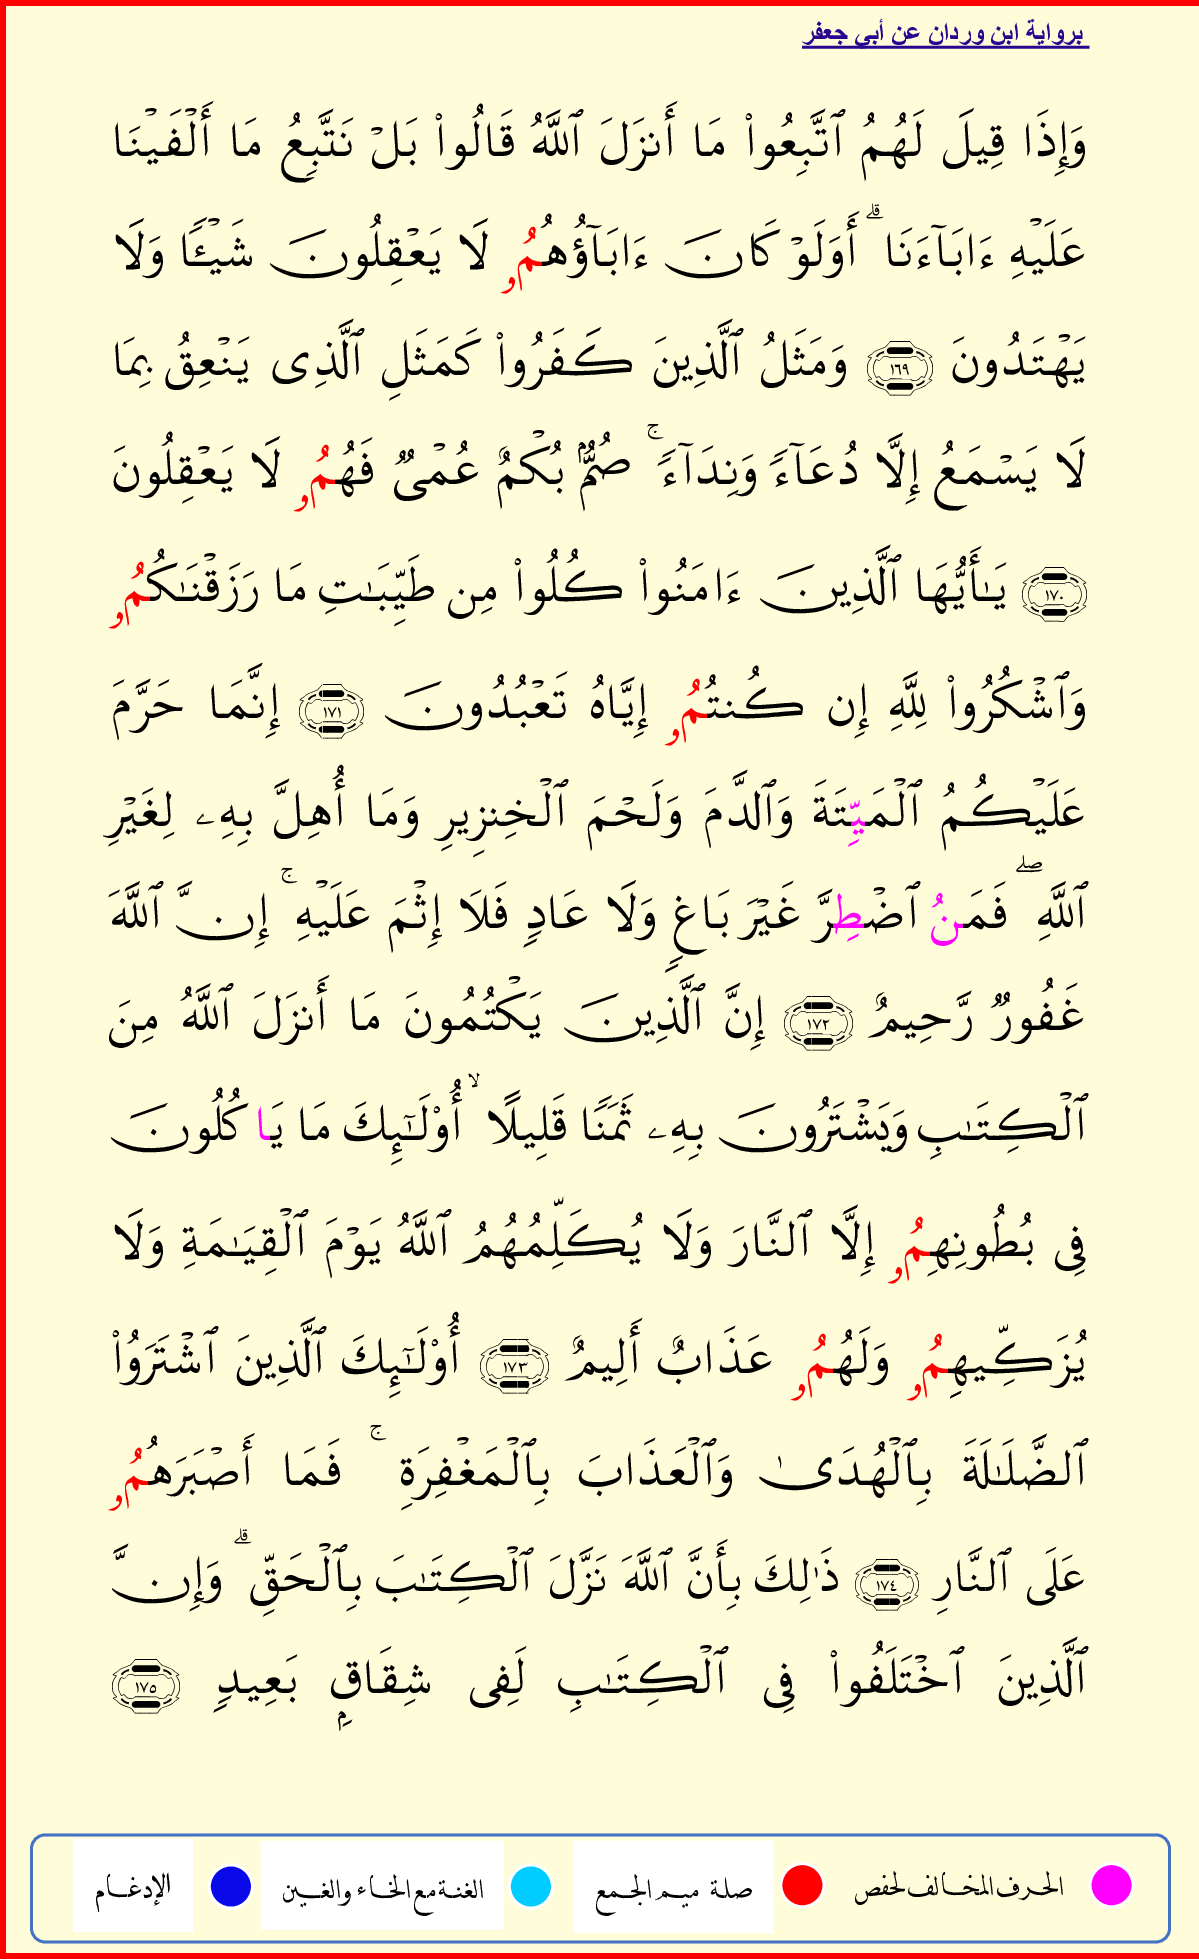 برواية ابن وردان عن أبي جعفر
وَإِذَا قِيلَ لَهُمُ ٱتَّبِعُوا۟ مَا أَنزَلَ ٱللَّهُ قَالُوا۟ بَلْ نَتَّبِعُ مَا أَلْفَيْنَا
عَلَيْهِ ءَابَآءَنَا ۗ أَوَلَوْ كَانَ ءَابَآؤُهُمُۥ لَا يَعْقِلُونَ شَيْـًٔا وَلَا
يَهْتَدُونَ ١٦٩ وَمَثَلُ ٱلَّذِينَ كَفَرُوا۟ كَمَثَلِ ٱلَّذِى يَنْعِقُ بِمَا
لَا يَسْمَعُ إِلَّا دُعَآءً وَنِدَآءً ۚ صُمٌّۢ بُكْمٌ عُمْىٌ فَهُمُۥ لَا يَعْقِلُونَ
١٧٠ يَـٰأَيُّهَا ٱلَّذِينَ ءَامَنُوا۟ كُلُوا۟ مِن طَيِّبَـٰتِ مَا رَزَقْنَـٰكُمُۥ
وَٱشْكُرُوا۟ لِلَّهِ إِن كُنتُمُۥ إِيَّاهُ تَعْبُدُونَ ١٧١ إِنَّمَا حَرَّمَ
عَلَيْكُمُ ٱلْمَيِّتَةَ وَٱلدَّمَ وَلَحْمَ ٱلْخِنزِيرِ وَمَا أُهِلَّ بِهِۦ لِغَيْرِ
ٱللَّهِ ۖ فَمَنُ ٱضْطِرَّ غَيْرَ بَاغٍ وَلَا عَادٍ فَلَا إِثْمَ عَلَيْهِ ۚ إِنَّ ٱللَّهَ
غَفُورٌ رَّحِيمٌ ١٧٢ إِنَّ ٱلَّذِينَ يَكْتُمُونَ مَا أَنزَلَ ٱللَّهُ مِنَ
ٱلْكِتَـٰبِ وَيَشْتَرُونَ بِهِۦ ثَمَنًا قَلِيلًا ۙ أُو۟لَـٰٓئِكَ مَا يَاكُلُونَ
فِى بُطُونِهِمُۥ إِلَّا ٱلنَّارَ وَلَا يُكَلِّمُهُمُ ٱللَّهُ يَوْمَ ٱلْقِيَـٰمَةِ وَلَا
يُزَكِّيهِمُۥ وَلَهُمُۥ عَذَابٌ أَلِيمٌ ١٧٣ أُو۟لَـٰٓئِكَ ٱلَّذِينَ ٱشْتَرَوُا۟
ٱلضَّلَـٰلَةَ بِٱلْهُدَىٰ وَٱلْعَذَابَ بِٱلْمَغْفِرَةِ ۚ فَمَا أَصْبَرَهُمُۥ
عَلَى ٱلنَّارِ ١٧٤ ذَٰلِكَ بِأَنَّ ٱللَّهَ نَزَّلَ ٱلْكِتَـٰبَ بِٱلْحَقِّ ۗ وَإِنَّ
ٱلَّذِينَ ٱخْتَلَفُوا۟ فِى ٱلْكِتَـٰبِ لَفِى شِقَاقٍۭ بَعِيدٍ ١٧٥
الحرف المخالف لحفص صلة ميم الجمع الغنة مع الخاء والغين الإدغام